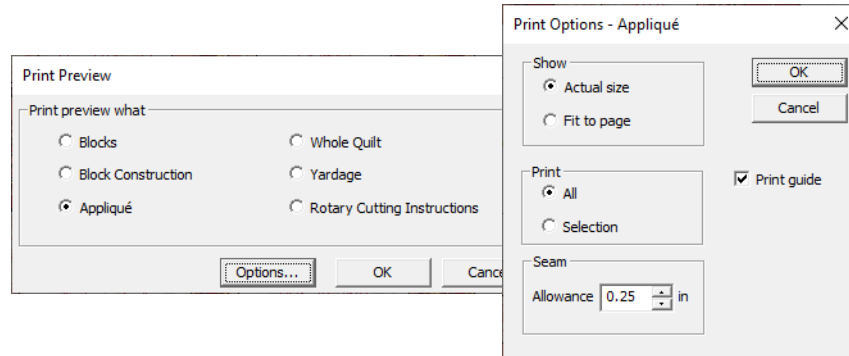 Print Preview
Print preview what
Blocks
Whole Quilt
Block Construction
Yardage
Appliqué
Rotary Cutting Instructions
Options...
OK
Print Options - Appliqué
Show
Actual size
OK
Fit to page
Cancel
Print
All
Print guide
Selection
Seam
Allowance 0.25 in